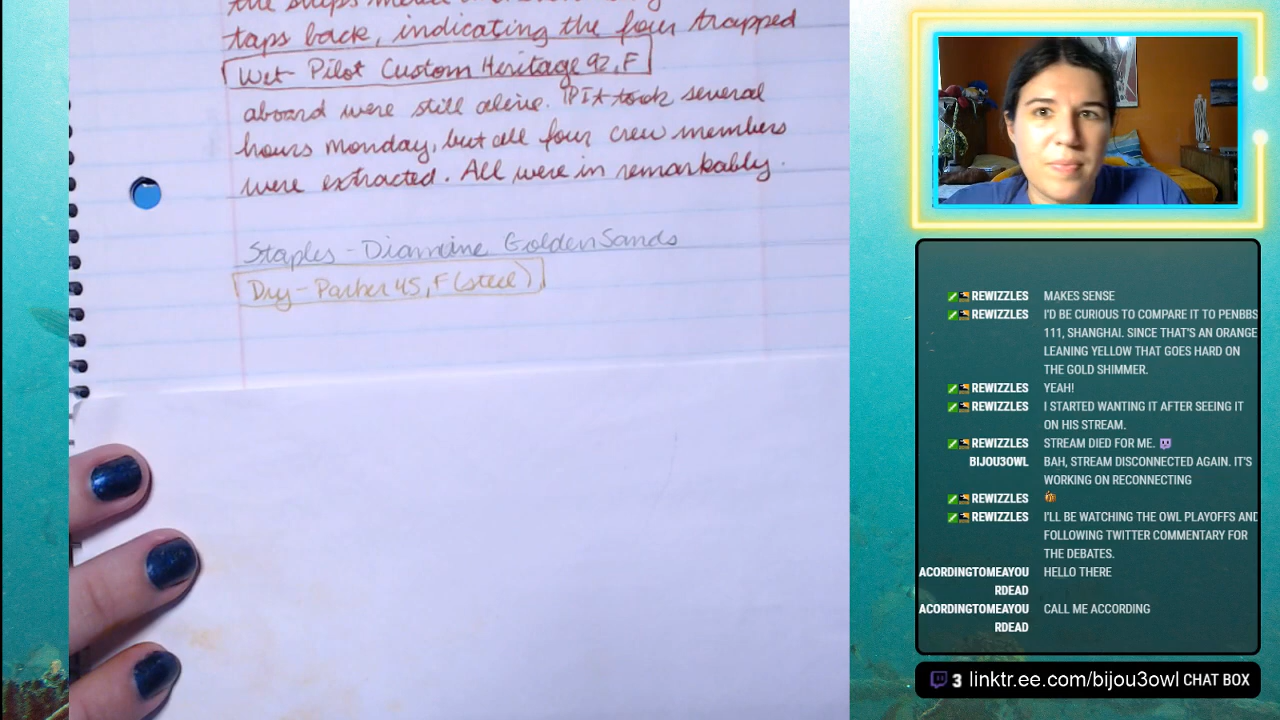 the ships
taps back, indicating the four trapped
Wet- Pilot Custom Heritage 92, F
aboard were still alive. It took several
hours Monday, but all four crew members
were extracted. All were in remarkably
Staples - Diamine Golden Sands
Dry - Parker 45, F (steel)
REWIZZLES MAKES SENSE
REWIZZLES I'D BE CURIOUS TO COMPARE IT TO PENBBS
111, SHANGHAI. SINCE THAT'S AN ORANGE
LEANING YELLOW THAT GOES HARD ON
THE GOLD SHIMMER.
REWIZZLES YEAH!
REWIZZLES I STARTED WANTING IT AFTER SEEING IT
ON HIS STREAM.
REWIZZLES STREAM DIED FOR ME.
BIJOU3OWL BAH, STREAM DISCONNECTED AGAIN. IT'S
WORKING ON RECONNECTING
REWIZZLES
REWIZZLES I'LL BE WATCHING THE OWL PLAYOFFS AND
FOLLOWING TWITTER COMMENTARY FOR
THE DEBATES.
ACORDINGTOMEAYOU HELLO THERE
RDEAD
ACORDINGTOMEAYOU CALL ME ACCORDING
RDEAD
3 linktr.ee.com/bijou3owl CHAT BOX